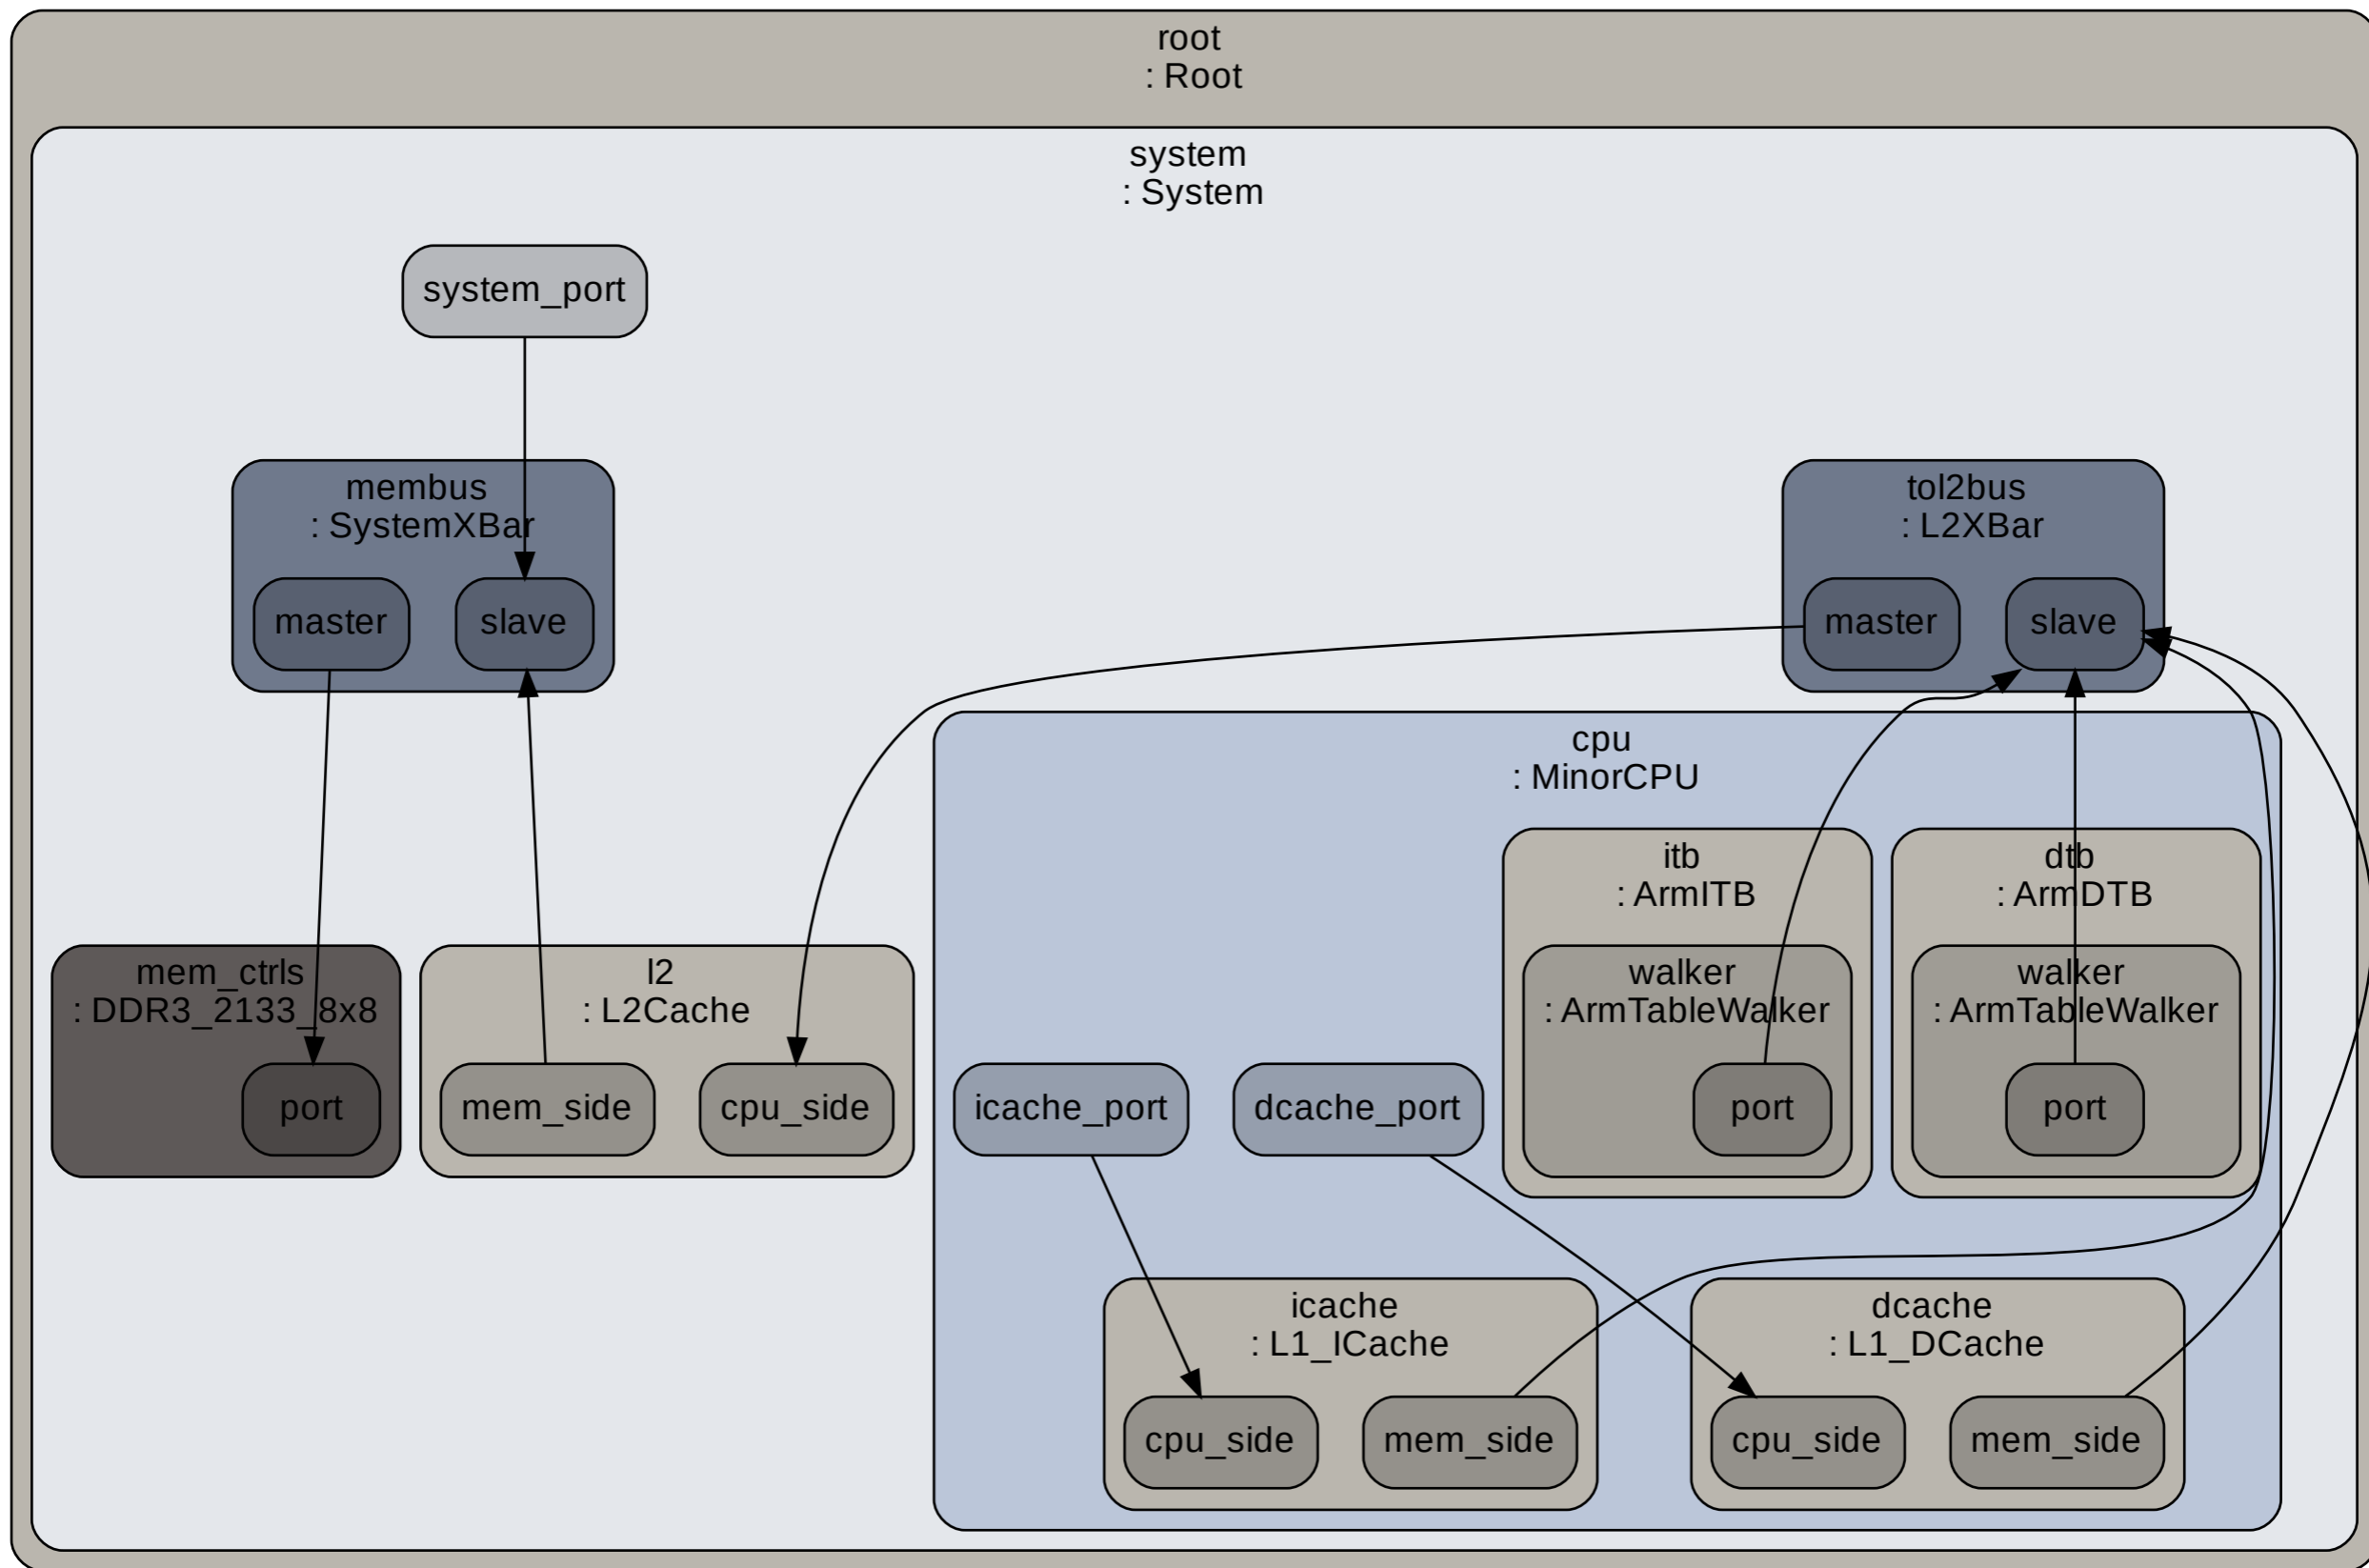 root
: Root
system
: System
system_port
membus
: SystemXBar
master
slave
tol2bus
: L2XBar
master
slave
cpu
: MinorCPU
itb
: ArmITB
dtb
: ArmDTB
mem_ctrls
: DDR3_2133_8x8
port
l2
: L2Cache
mem_side
cpu_side
icache_port
dcache_port
walker
: ArmTableWalker
port
walker
: ArmTableWalker
port
icache
: L1_ICache
cpu_side
mem_side
dcache
: L1_DCache
cpu_side
mem_side